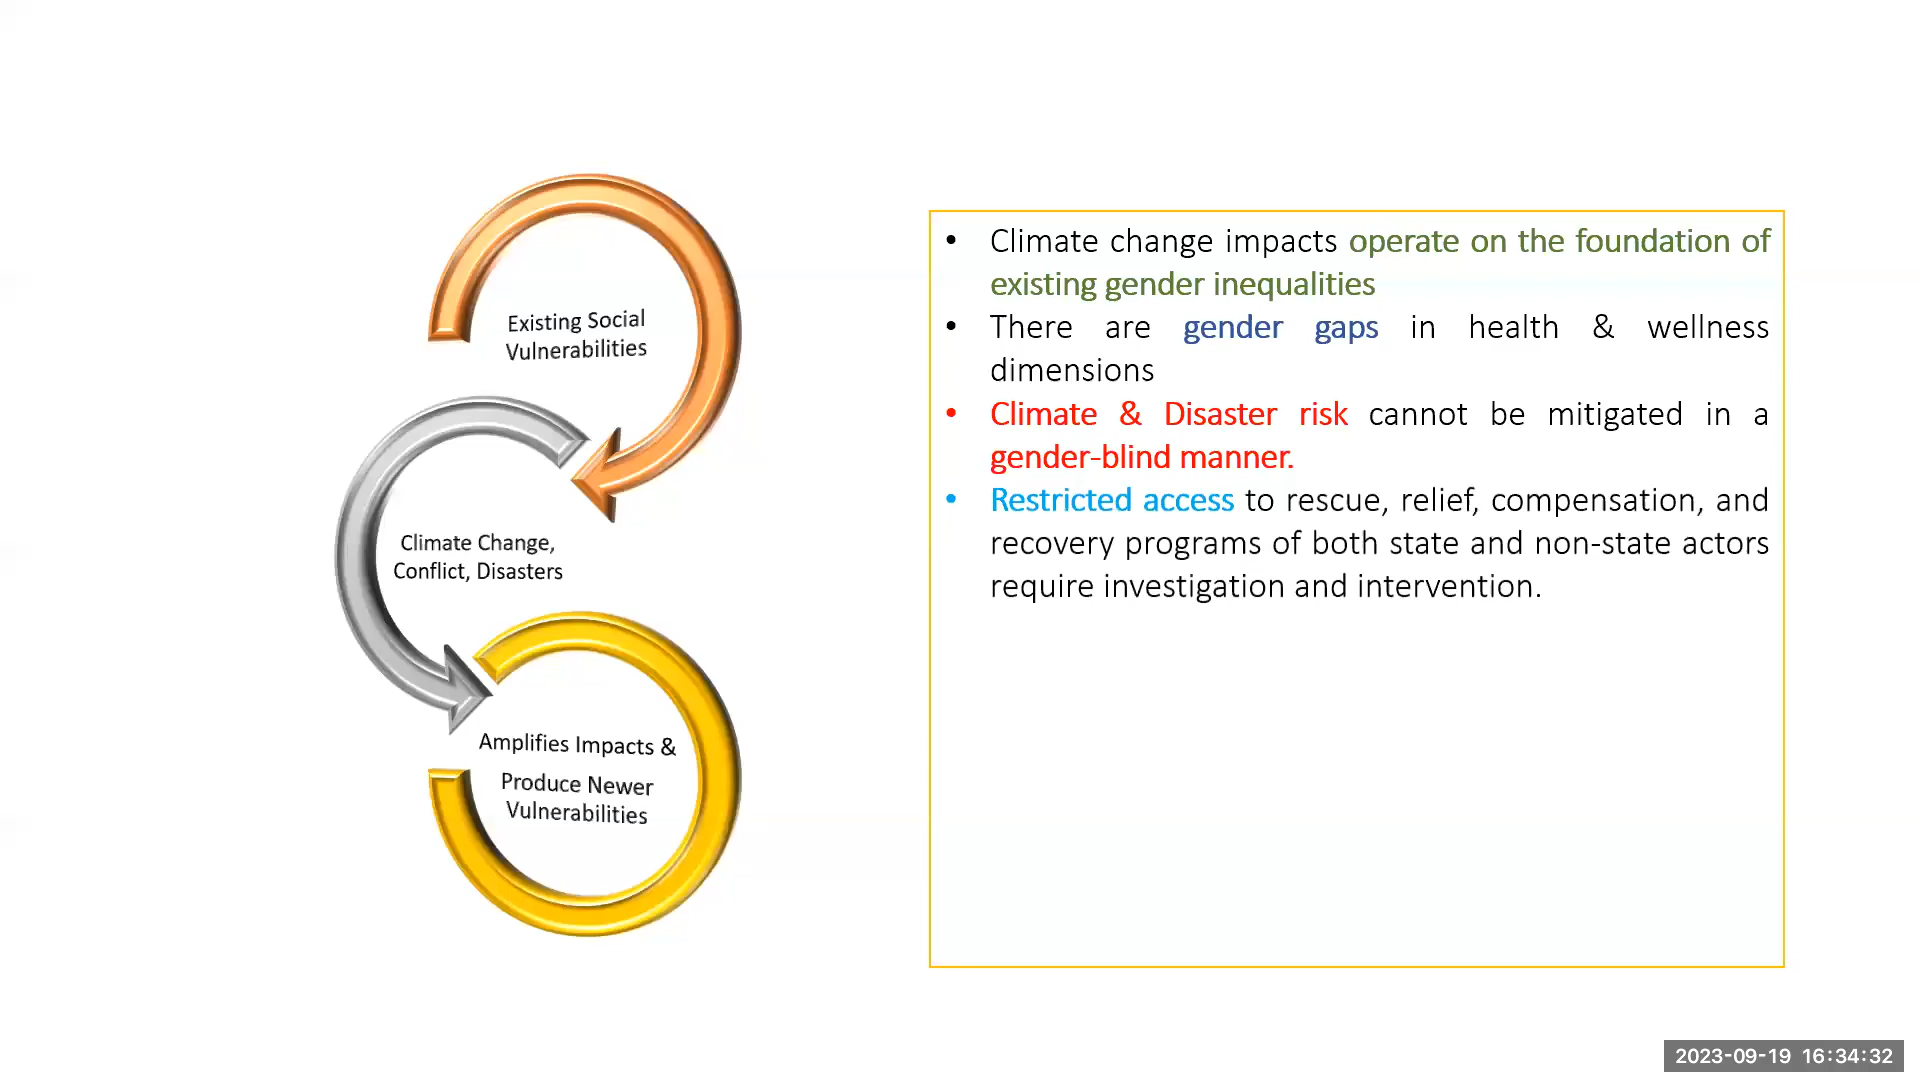 Existing Social
Vulnerabilities
Climate Change,
Conflict, Disasters
Amplifies Impacts &
Produce Newer
Vulnerabilities
• Climate change impacts operate on the foundation of
existing gender inequalities
• There are gender gaps in health & wellness
dimensions
• Climate & Disaster risk cannot be mitigated in a
gender-blind manner.
• Restricted access to rescue, relief, compensation, and
recovery programs of both state and non-state actors
require investigation and intervention.
2023-09-19 16:34:32